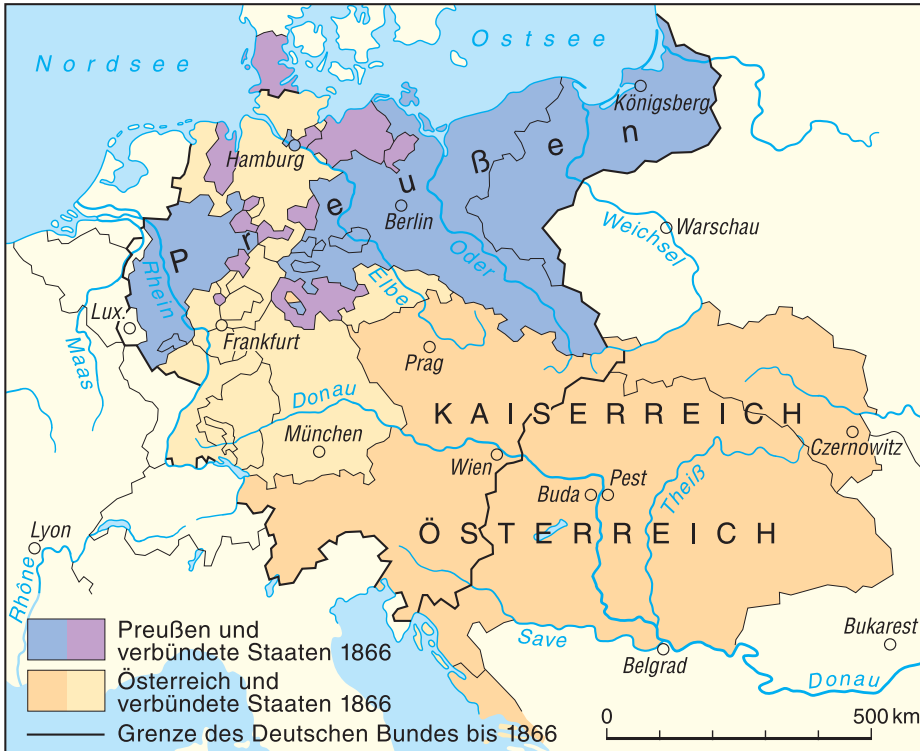 Nordsee
Ostsee
Königsberg
Hamburg
Preußen
Berlin
Warschau
Weichsel
Oder
Elbe
Rhein
Lux.
Maas
Frankfurt
Prag
Donau
KAISERREICH
München
Czernowitz
Wien
Buda
Pest
Theiß
ÖSTERREICH
Lyon
Rhône
Preußen und
verbündete Staaten 1866
Österreich und
verbündete Staaten 1866
Grenze des Deutschen Bundes bis 1866
Save
Belgrad
Bukarest
Donau
0 500 km